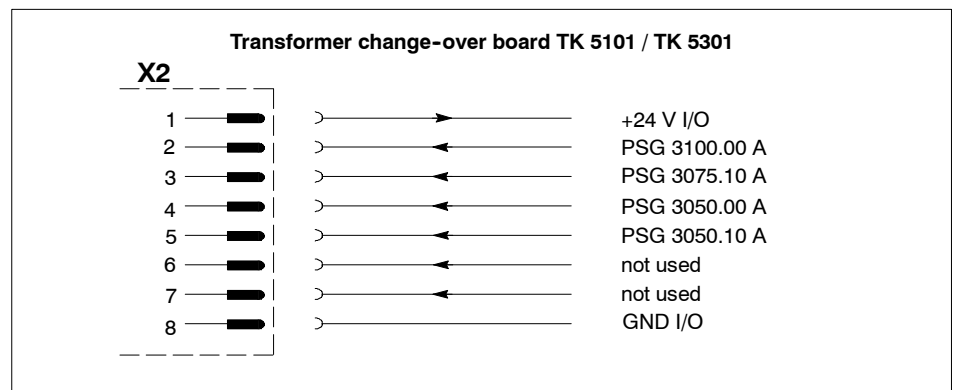 Transformer change-over board TK 5101 / TK 5301
X2
1 +24 V I/O
2 PSG 3100.00 A
3 PSG 3075.10 A
4 PSG 3050.00 A
5 PSG 3050.10 A
6 not used
7 not used
8 GND I/O